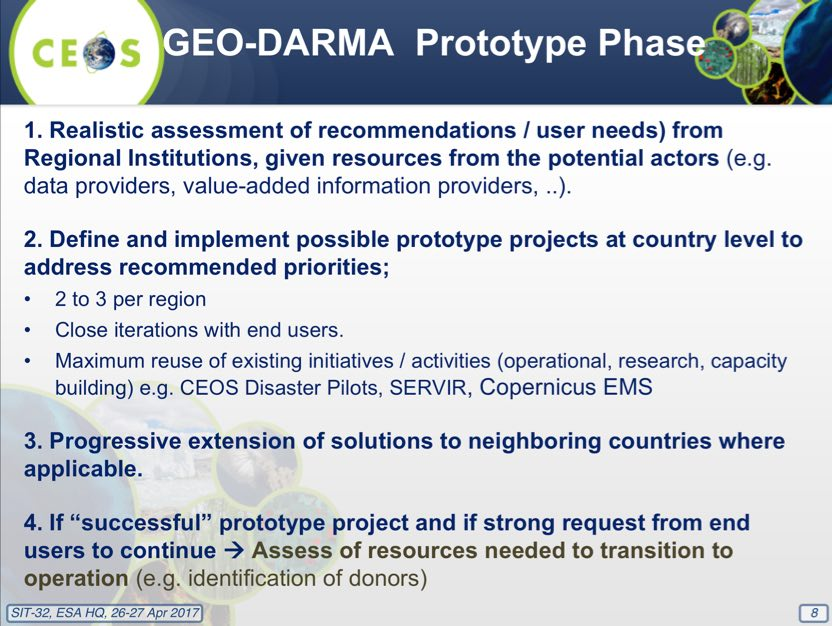 CEOS
GEO-DARMA Prototype Phase
1. Realistic assessment of recommendations / user needs) from
Regional Institutions, given resources from the potential actors (e.g.
data providers, value-added information providers, ..).
2. Define and implement possible prototype projects at country level to
address recommended priorities;
• 2 to 3 per region
• Close iterations with end users.
• Maximum reuse of existing initiatives / activities (operational, research, capacity
building) e.g. CEOS Disaster Pilots, SERVIR, Copernicus EMS
3. Progressive extension of solutions to neighboring countries where
applicable.
4. If “successful” prototype project and if strong request from end
users to continue → Assess of resources needed to transition to
operation (e.g. identification of donors)
SIT-32, ESA HQ, 26-27 Apr 2017
8